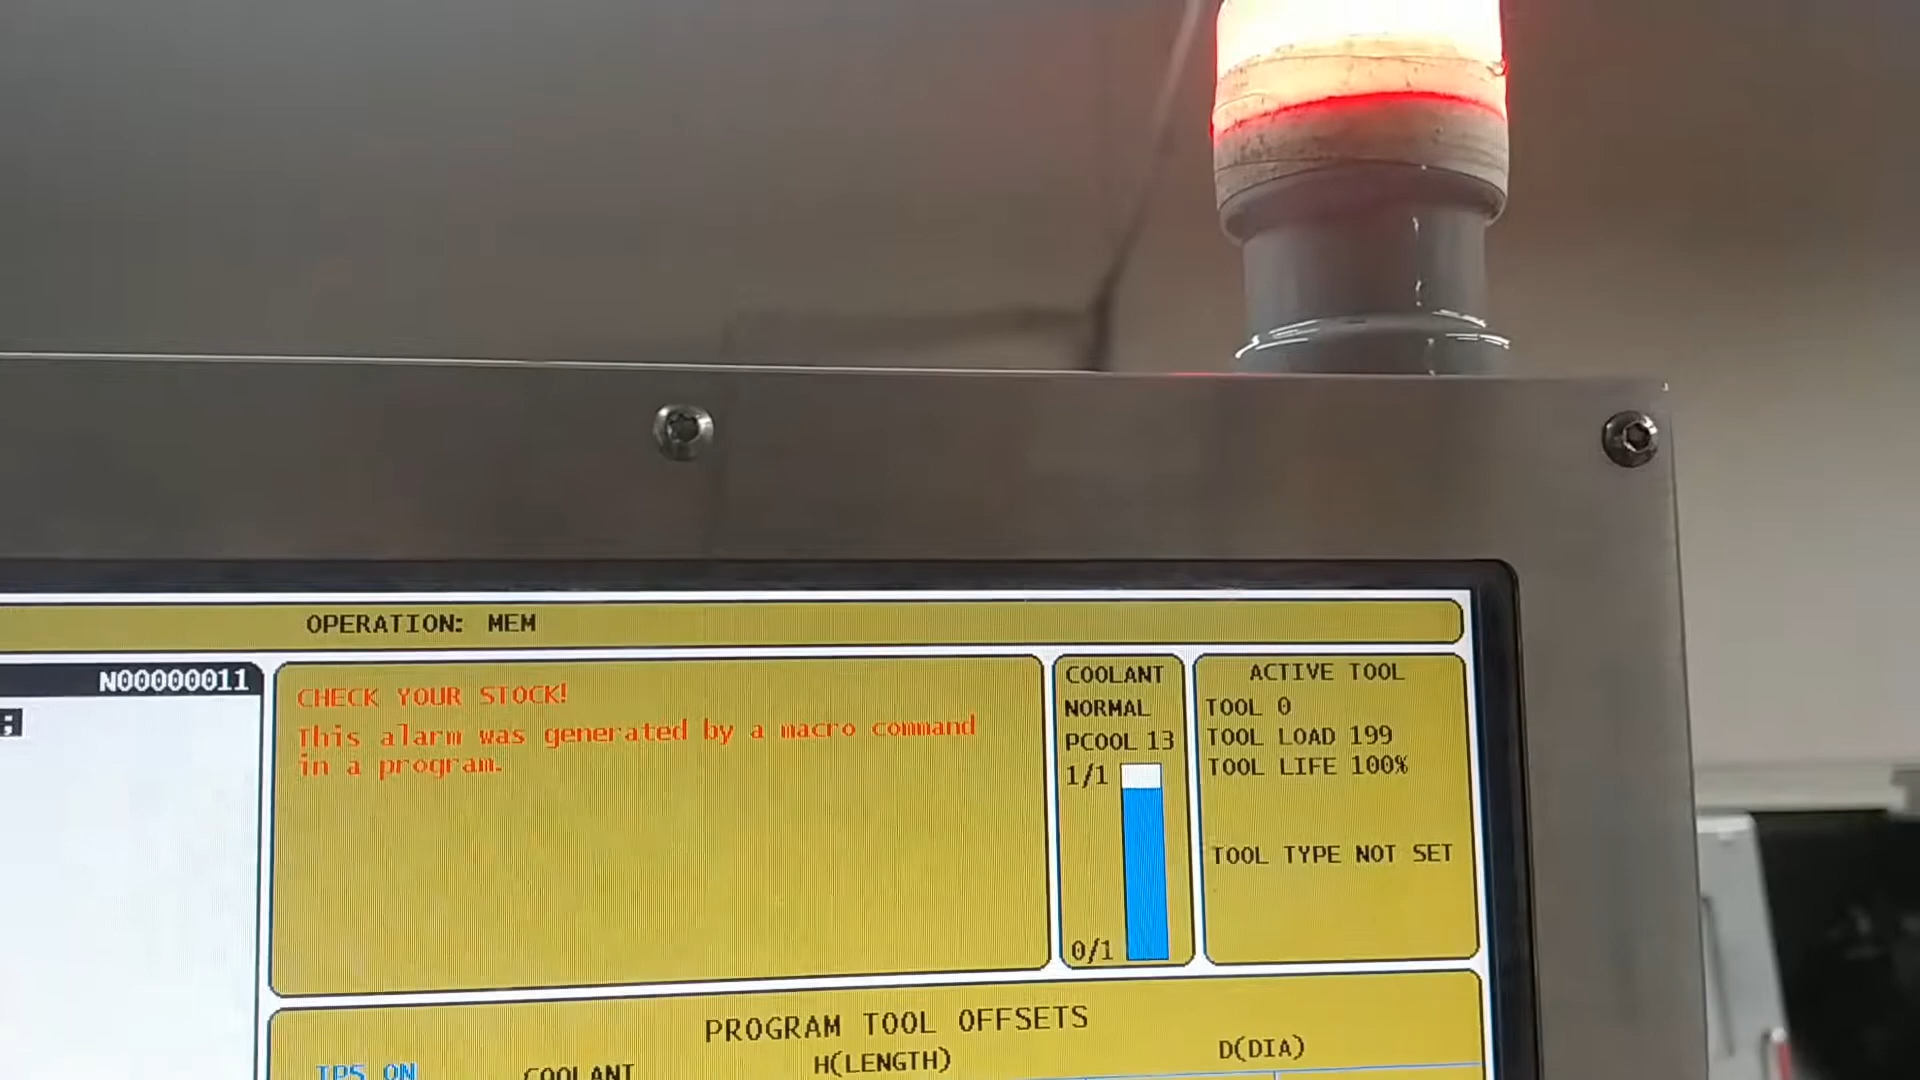 OPERATION: MEM
N00000011
;
CHECK YOUR STOCK!
This alarm was generated by a macro command
in a program.
COOLANT
NORMAL
PCOOL 13
1/1
0/1
ACTIVE TOOL
TOOL 0
TOOL LOAD 199
TOOL LIFE 100%
TOOL TYPE NOT SET
PROGRAM TOOL OFFSETS
TPS ON
COOLANT
H(LENGTH)
D(DIA)